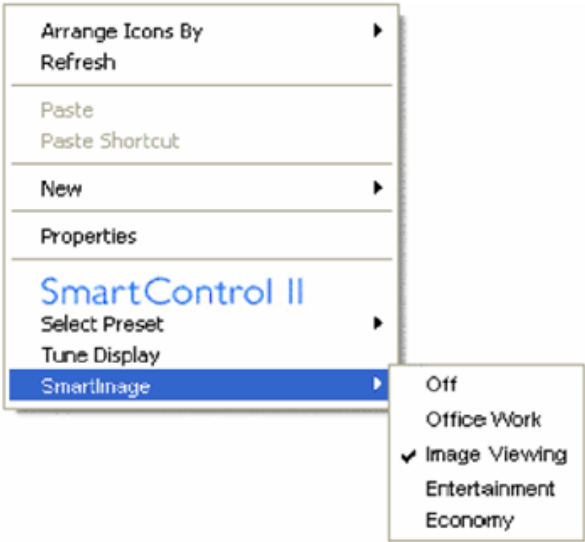 Arrange Icons By
Refresh
Paste
Paste Shortcut
New
Properties
SmartControl II
Select Preset
Tune Display
SmartImage
Off
Office Work
Image Viewing
Entertainment
Economy